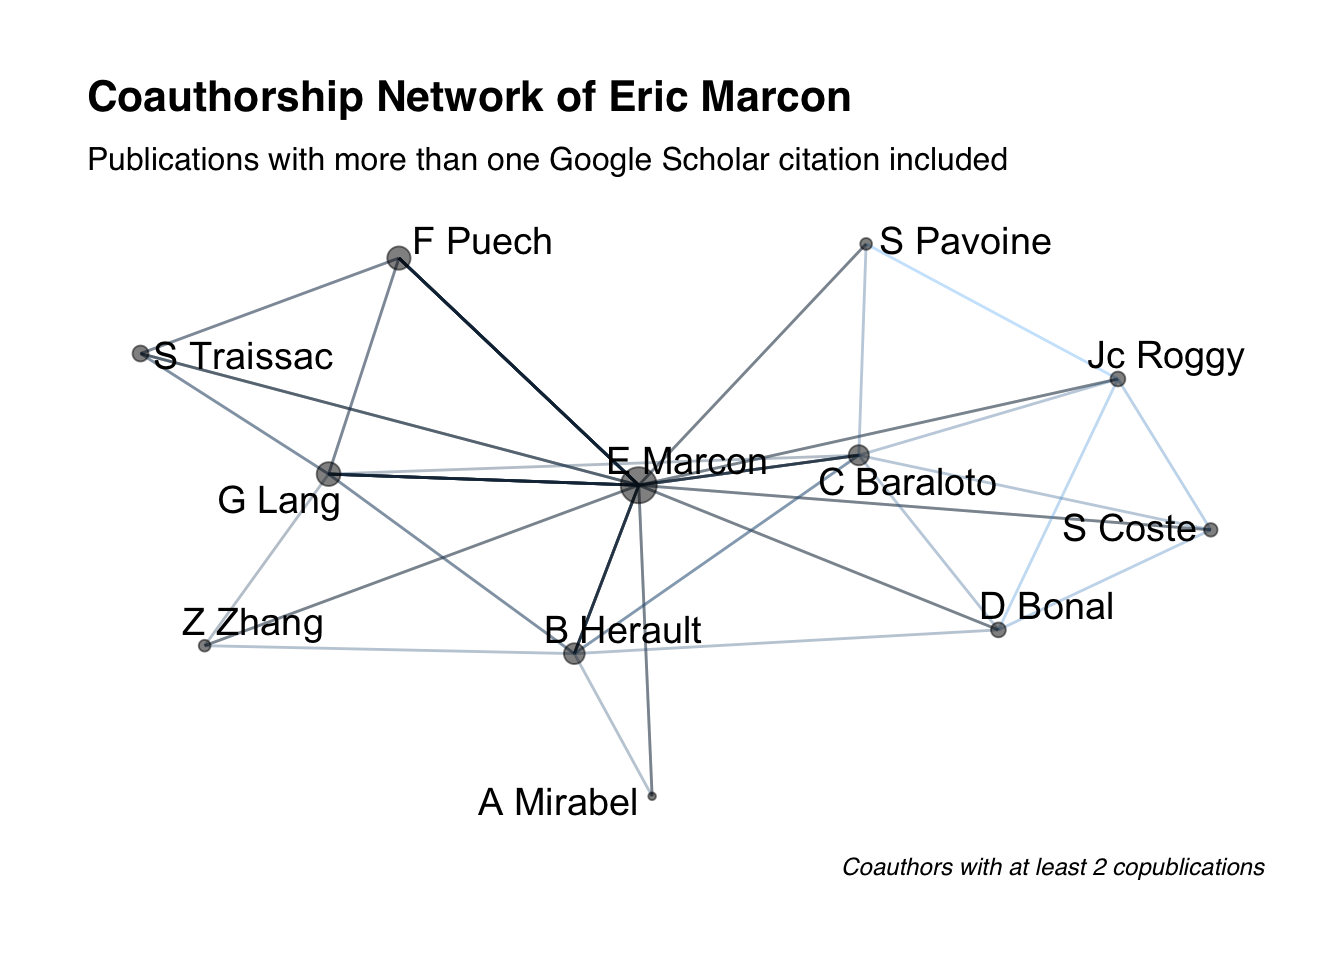 Coauthorship Network of Eric Marcon
Publications with more than one Google Scholar citation included
F Puech
S Pavoine
S Traissac
Jc Roggy
E Marcon
C Baraloto
G Lang
S Coste
Z Zhang
B Herault
D Bonal
A Mirabel
Coauthors with at least 2 copublications